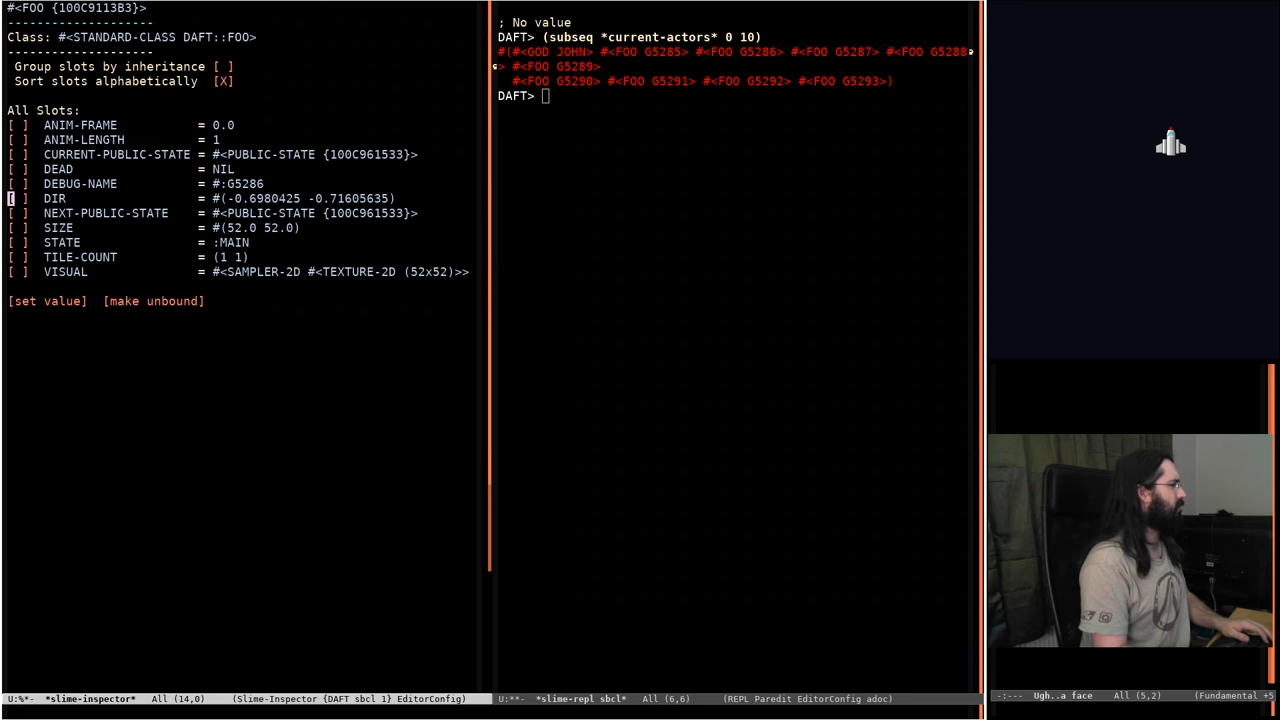 #<FOO {100C9113B3}>
--------------------
Class: #<STANDARD-CLASS DAFT::FOO>
--------------------
Group slots by inheritance [ ]
Sort slots alphabetically  [X]
All Slots:
[ ]  ANIM-FRAME           = 0.0
[ ]  ANIM-LENGTH          = 1
[ ]  CURRENT-PUBLIC-STATE = #<PUBLIC-STATE {100C961533}>
[ ]  DEAD                 = NIL
[ ]  DEBUG-NAME           = #:G5286
[ ]  DIR                  = #(-0.6980425 -0.71605635)
[ ]  NEXT-PUBLIC-STATE    = #<PUBLIC-STATE {100C961533}>
[ ]  SIZE                 = #(52.0 52.0)
[ ]  STATE                = :MAIN
[ ]  TILE-COUNT           = (1 1)
[ ]  VISUAL               = #<SAMPLER-2D #<TEXTURE-2D (52x52)>>
[set value]  [make unbound]
U:%*-  *slime-inspector*   All (14,0)     (Slime-Inspector {DAFT sbcl 1} EditorConfig)
; No value
DAFT> (subseq *current-actors* 0 10)
#(#<GOD JOHN> #<FOO G5285> #<FOO G5286> #<FOO G5287> #<FOO G5288
> #<FOO G5289>
#<FOO G5290> #<FOO G5291> #<FOO G5292> #<FOO G5293>)
DAFT>
U:**-  *slime-repl sbcl*   All (6,6)      (REPL Paredit EditorConfig adoc)
-:---  Ugh..a face    All (5,2)      (Fundamental +5